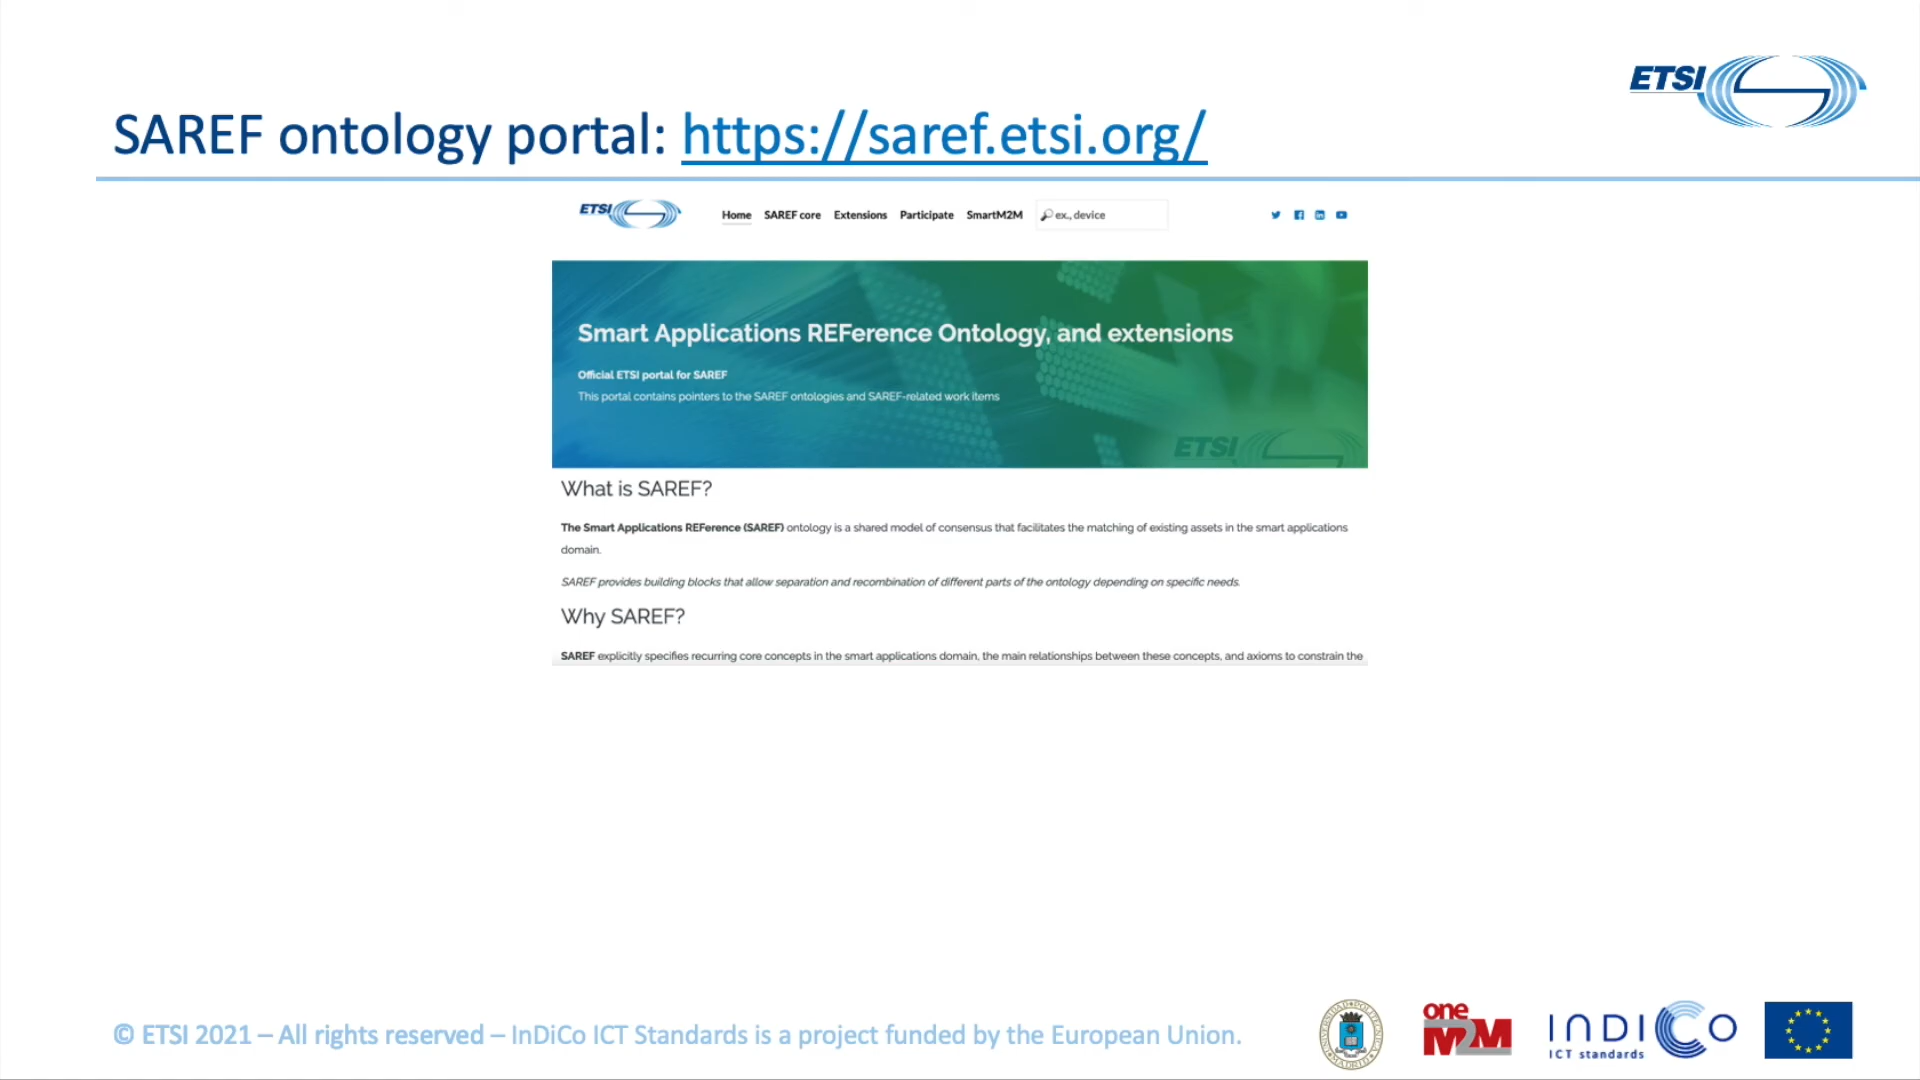 ETSI
SAREF ontology portal: https://saref.etsi.org/
ETSI
Home SAREF core Extensions Participate SmartM2M ex., device
Smart Applications REFerence Ontology, and extensions
Official ETSI portal for SAREF
This portal contains pointers to the SAREF ontologies and SAREF-related work items
ETSI
What is SAREF?
The Smart Applications REFerence (SAREF) ontology is a shared model of consensus that facilitates the matching of existing assets in the smart applications
domain.
SAREF provides building blocks that allow separation and recombination of different parts of the ontology depending on specific needs.
Why SAREF?
SAREF explicitly specifies recurring core concepts in the smart applications domain, the main relationships between these concepts, and axioms to constrain the
© ETSI 2021 – All rights reserved – InDiCo ICT Standards is a project funded by the European Union.
one
M2M
INDICO
ICT standards